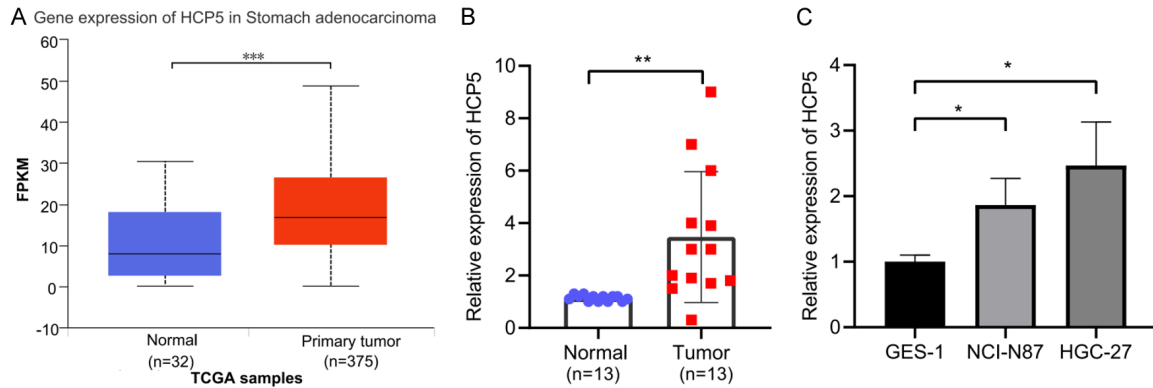 A
Gene expression of HCP5 in Stomach adenocarcinoma
FPKM
60
50
40
30
20
10
0
-10
***
Normal
(n=32)
Primary tumor
(n=375)
TCGA samples
B
Relative expression of HCP5
10
8
6
4
2
0
**
Normal
(n=13)
Tumor
(n=13)
C
Relative expression of HCP5
4
3
2
1
0
*
*
GES-1
NCI-N87
HGC-27